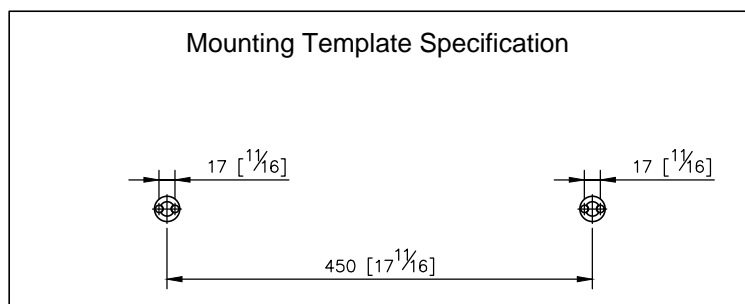 Mounting Template Specification
17 [11/16]
17 [11/16]
450 [17 11/16]